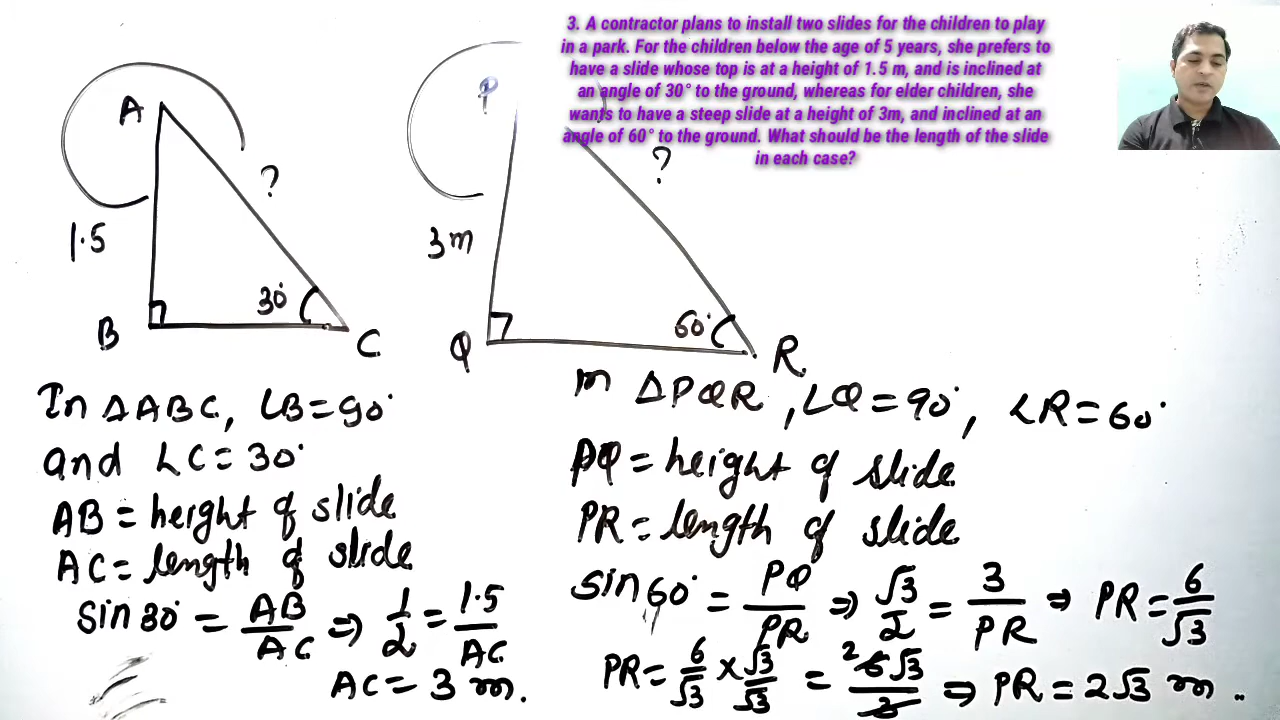 3. A contractor plans to install two slides for the children to play
in a park. For the children below the age of 5 years, she prefers to
have a slide whose top is at a height of 1.5 m, and is inclined at
an angle of 30° to the ground, whereas for elder children, she
wants to have a steep slide at a height of 3m, and inclined at an
angle of 60° to the ground. What should be the length of the slide
in each case?
A
?
1.5
30°
B
C
P
?
3m
60°
Q
R
In ΔABC, ∠B=90°
and ∠C=30°
AB = height of slide
AC = length of slide
sin 30° = AB/AC ⇒ 1/2 = 1.5/AC
AC = 3 m.
In ΔPQR, ∠Q=90°, ∠R=60°
PQ = height of slide
PR = length of slide
sin 60° = PQ/PR ⇒ √3/2 = 3/PR ⇒ PR = 6/√3
PR = 6/√3 × √3/√3 = 2 6√3/3 ⇒ PR = 2√3 m.